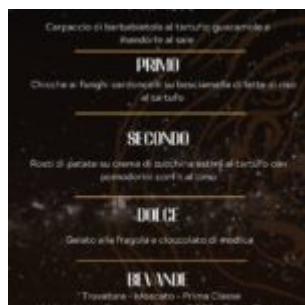 Carpaccio di barbabietola al tartufo guacamole e
mandorle al sale
PRIMO
Chicche ai funghi cardoncelli su besciamella di latte di riso
al tartufo
SECONDO
Rosti di patate su crema di zucchine estive al tartufo con
pomodorini confit al timo
DOLCE
Gelato alla fragola e cioccolato di modica
BEVANDE
Travatura - Moscato - Prima Classe